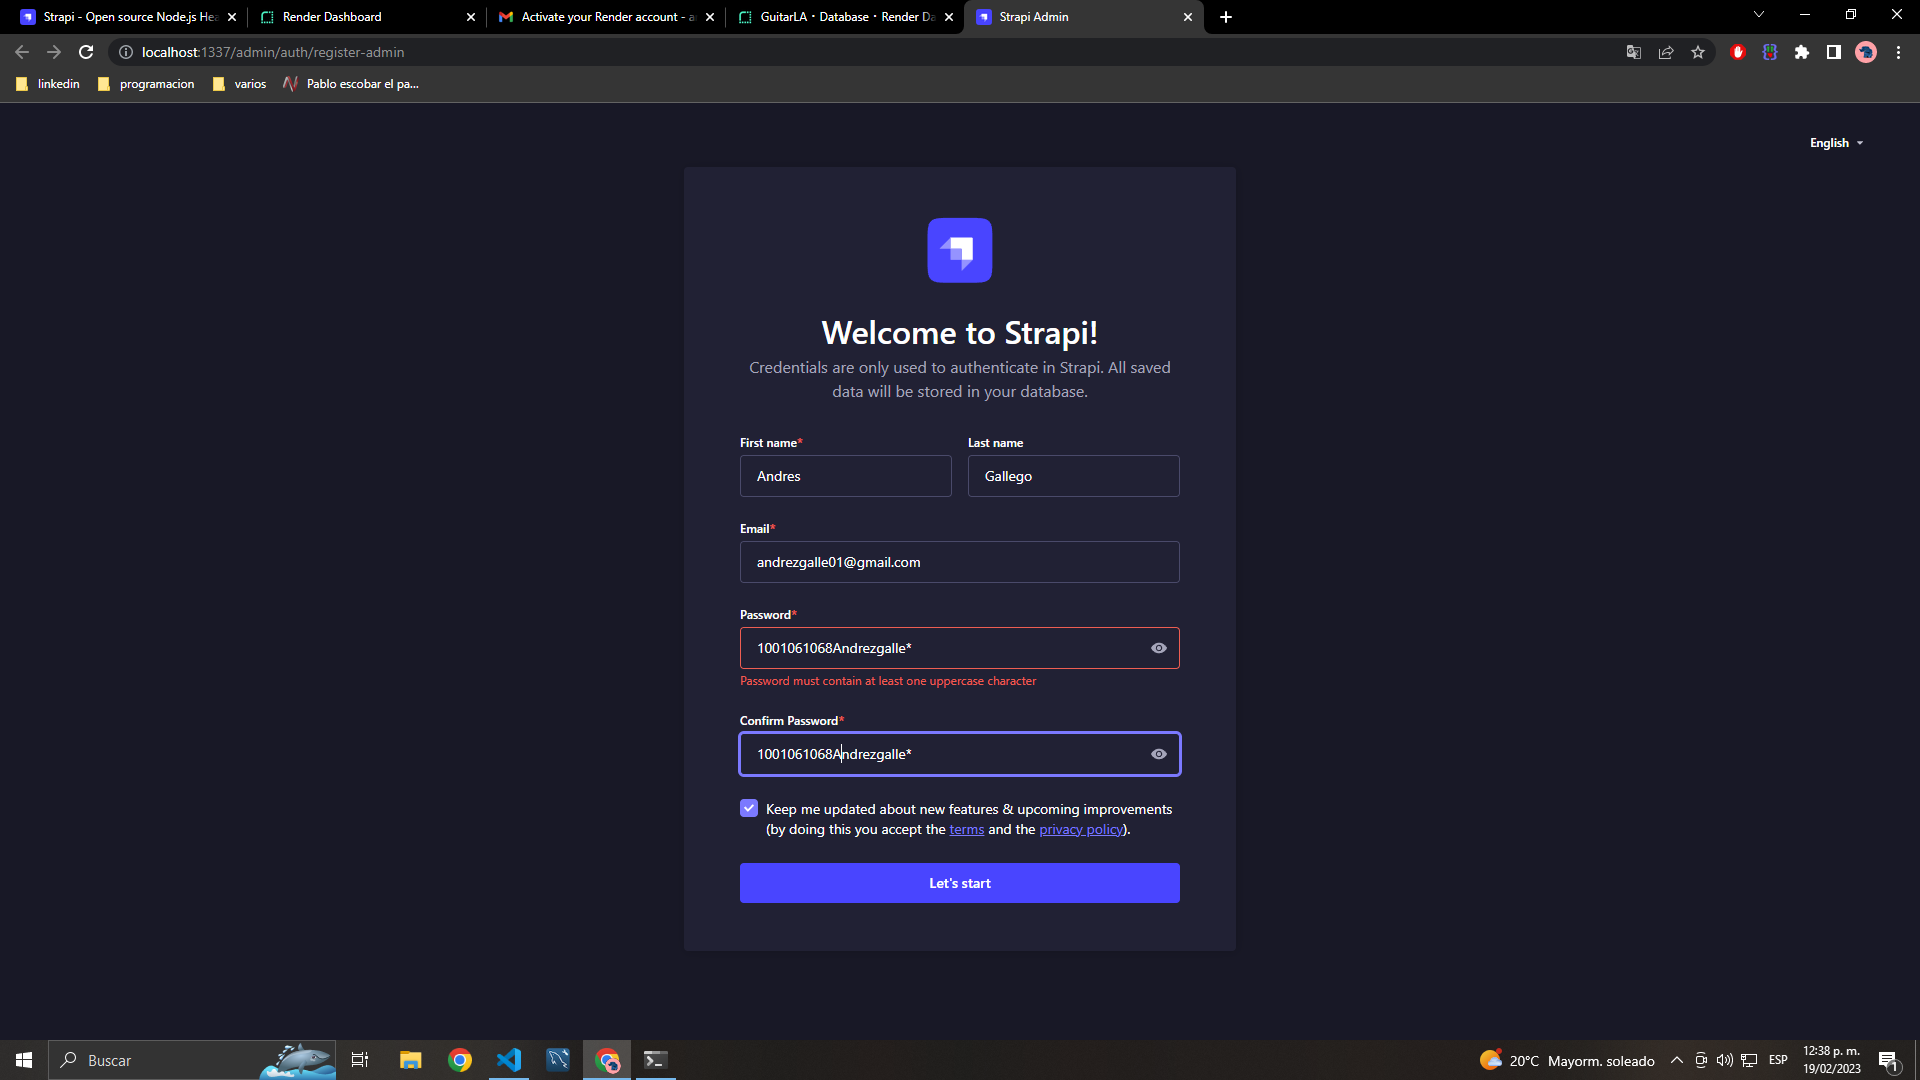 Strapi - Open source Node.js Hea
Render Dashboard
Activate your Render account - a
GuitarLA · Database · Render Da
Strapi Admin
localhost:1337/admin/auth/register-admin
linkedin
programacion
varios
Pablo escobar el pa...
English
Welcome to Strapi!
Credentials are only used to authenticate in Strapi. All saved
data will be stored in your database.
First name*
Last name
Andres
Gallego
Email*
andrezgalle01@gmail.com
Password*
1001061068Andrezgalle*
Password must contain at least one uppercase character
Confirm Password*
1001061068Andrezgalle*
Keep me updated about new features & upcoming improvements
(by doing this you accept the terms and the privacy policy).
Let's start
Buscar
20°C Mayorm. soleado
ESP
12:38 p. m.
19/02/2023
1